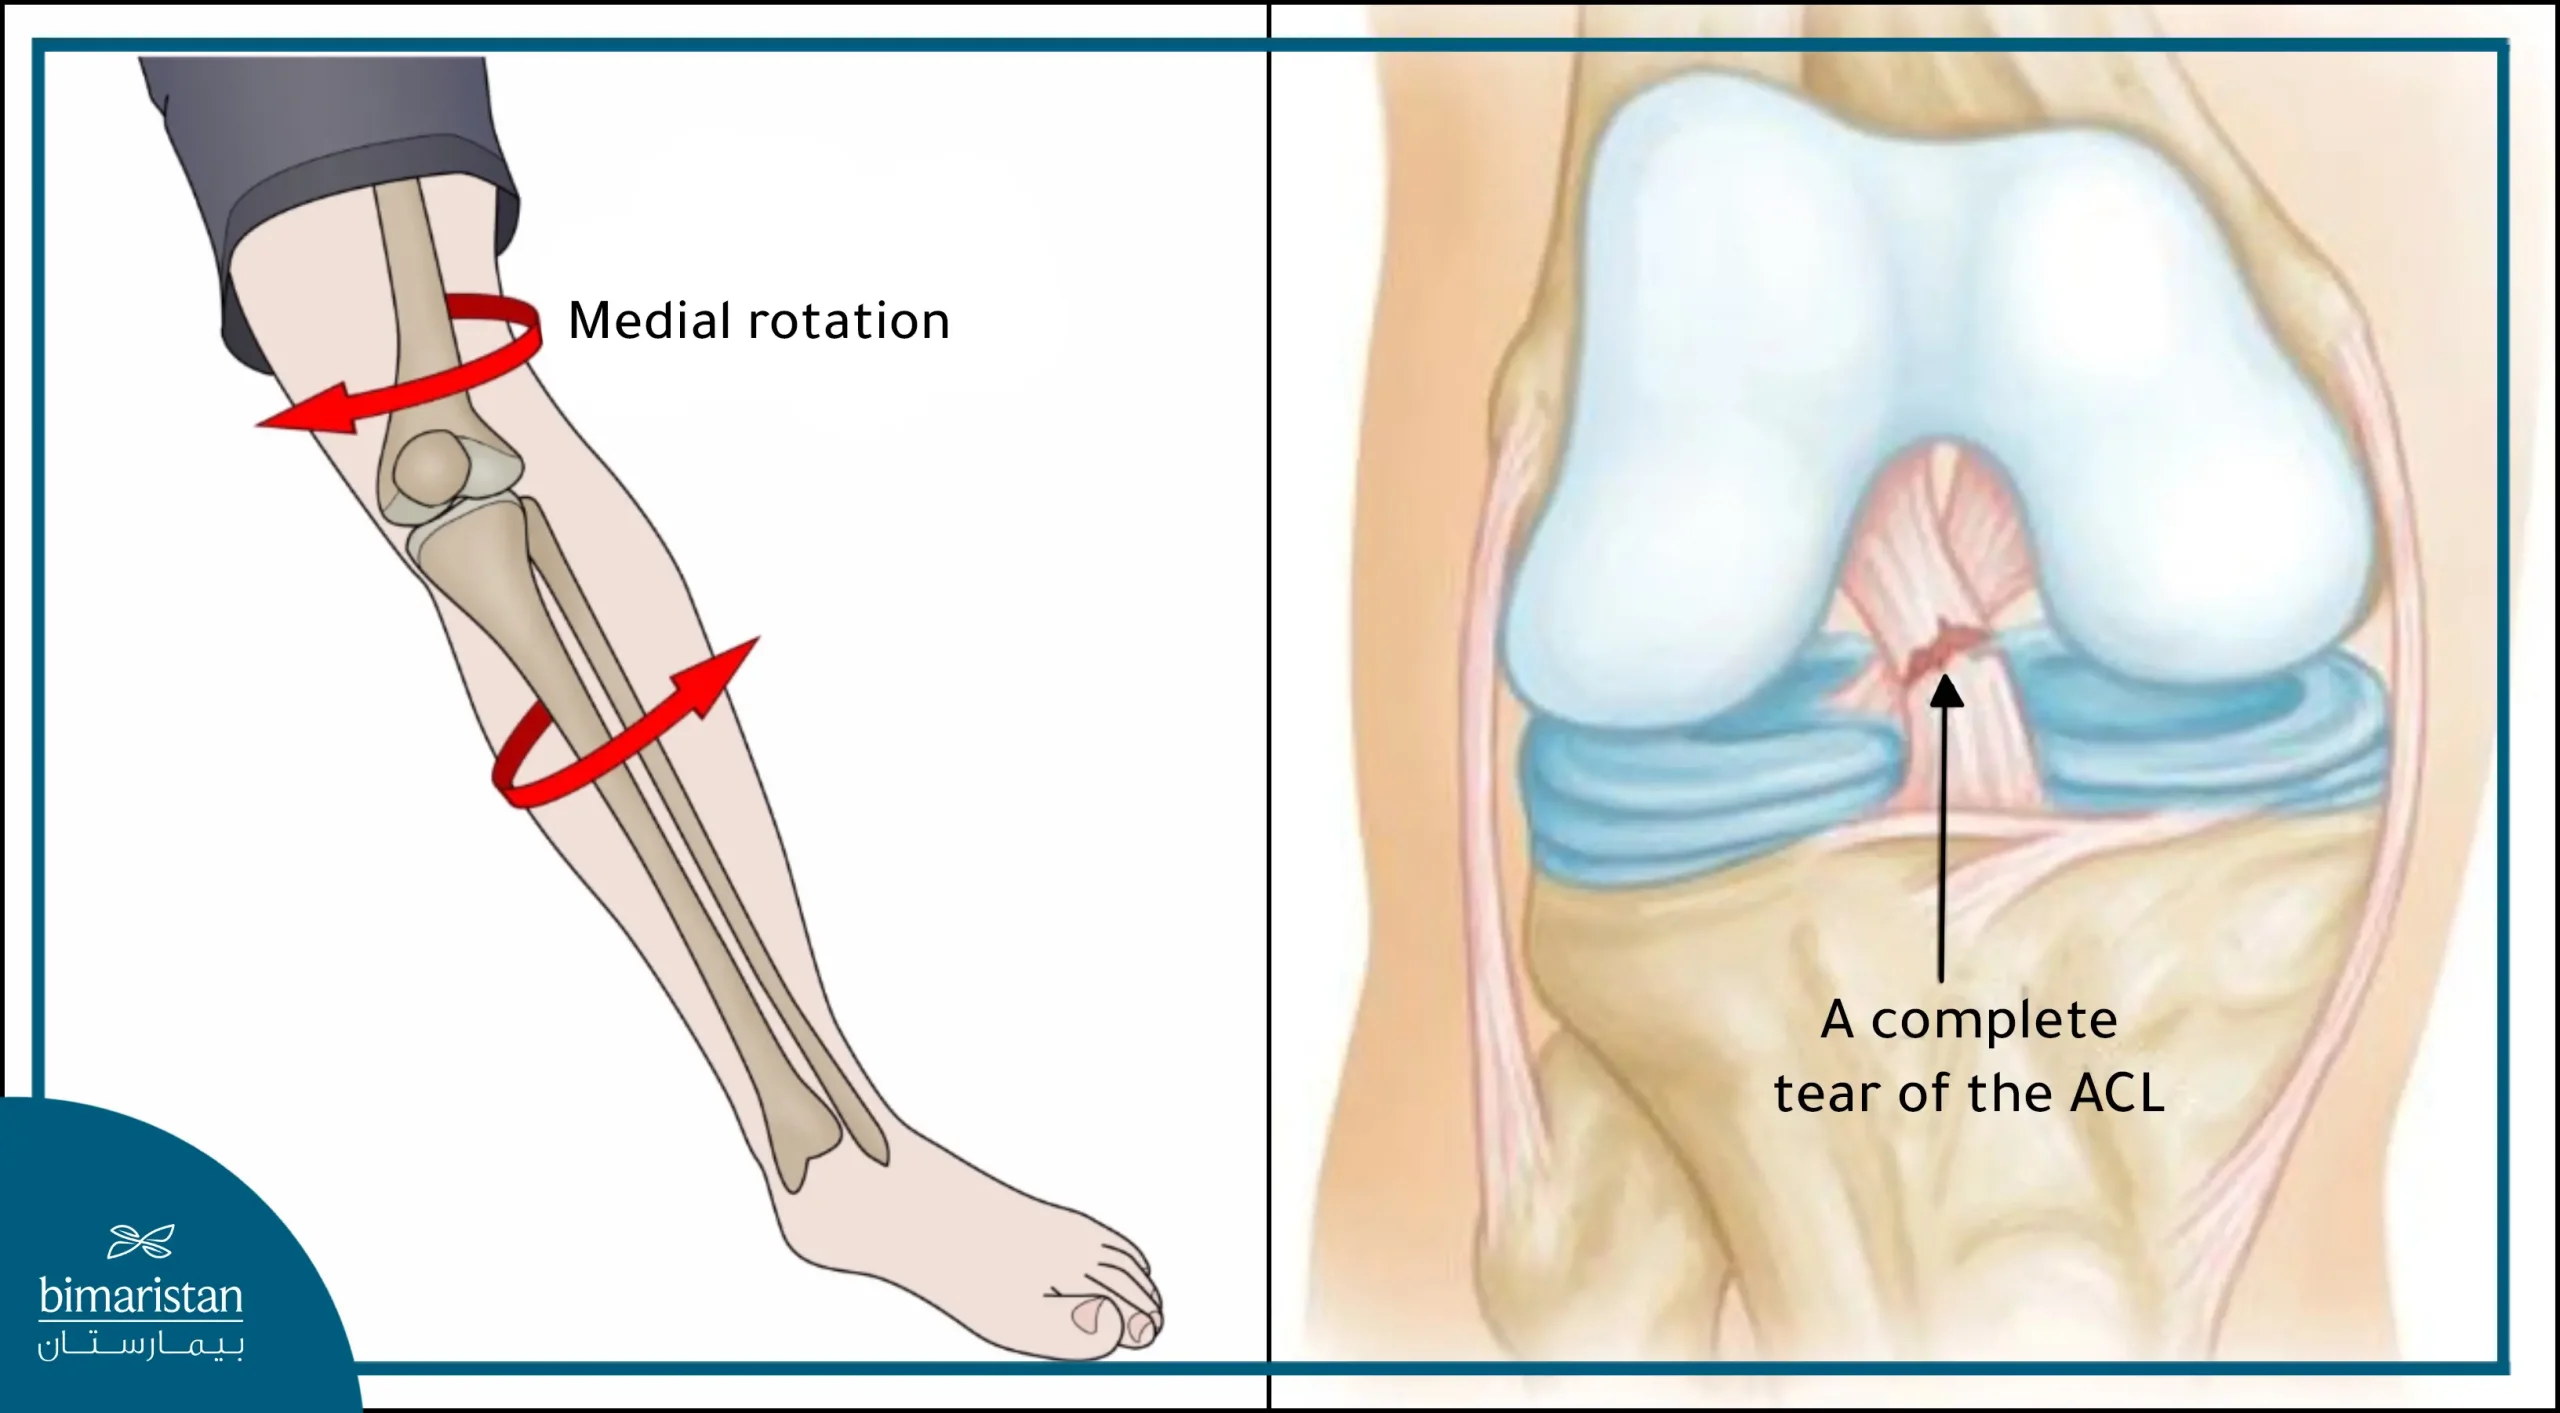 Medial rotation
A complete
tear of the ACL
bimaristan
بيمارستان